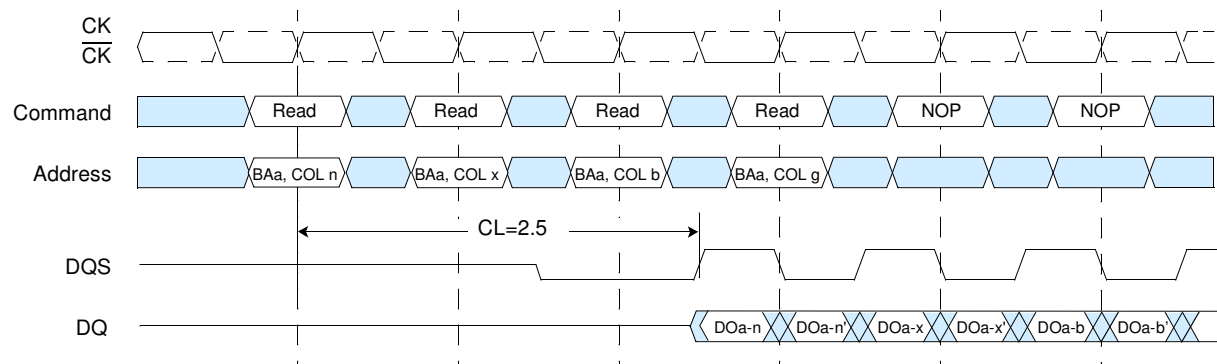 CK
CK
Command Read Read Read Read NOP NOP
Address BAa, COL n BAa, COL x BAa, COL b BAa, COL g
CL=2.5
DQS
DQ DOa-n DOa-n' DOa-x DOa-x' DOa-b DOa-b'